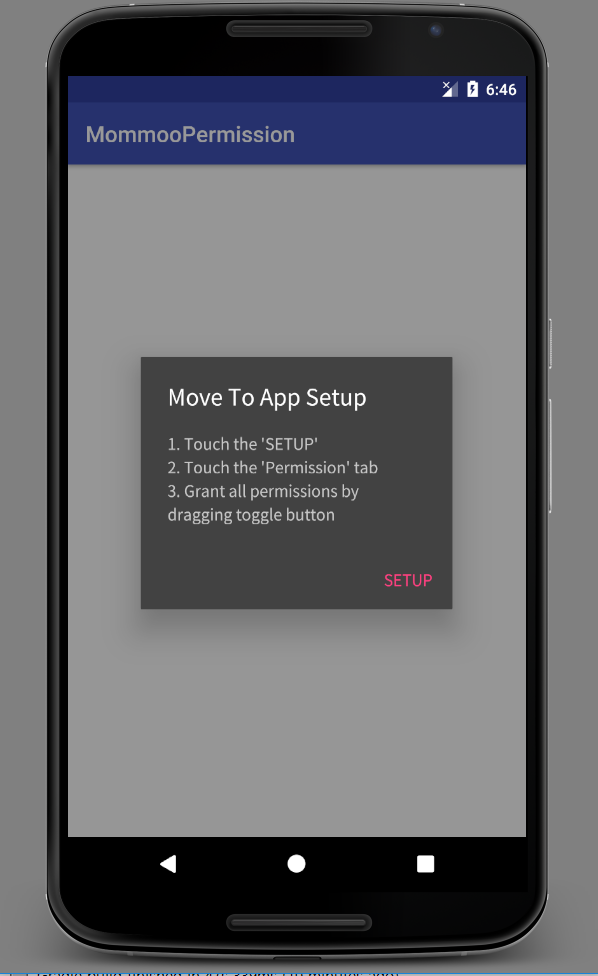 6:46
MommooPermission
Move To App Setup
1. Touch the 'SETUP'
2. Touch the 'Permission' tab
3. Grant all permissions by
dragging toggle button
SETUP